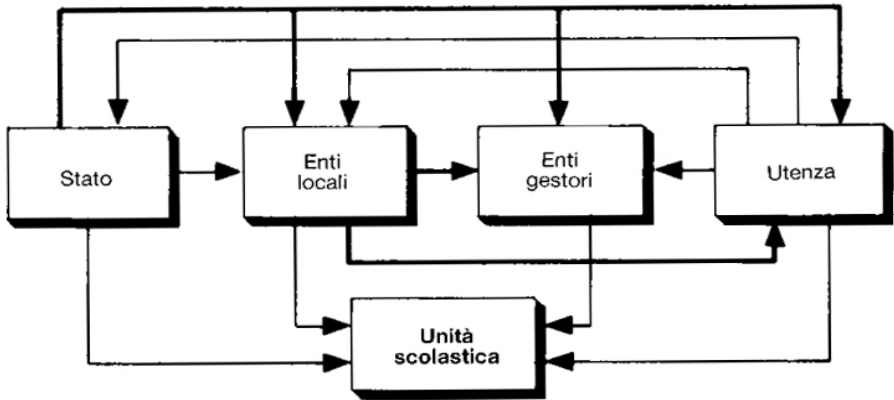 Stato
Enti
locali
Enti
gestori
Utenza
Unità
scolastica